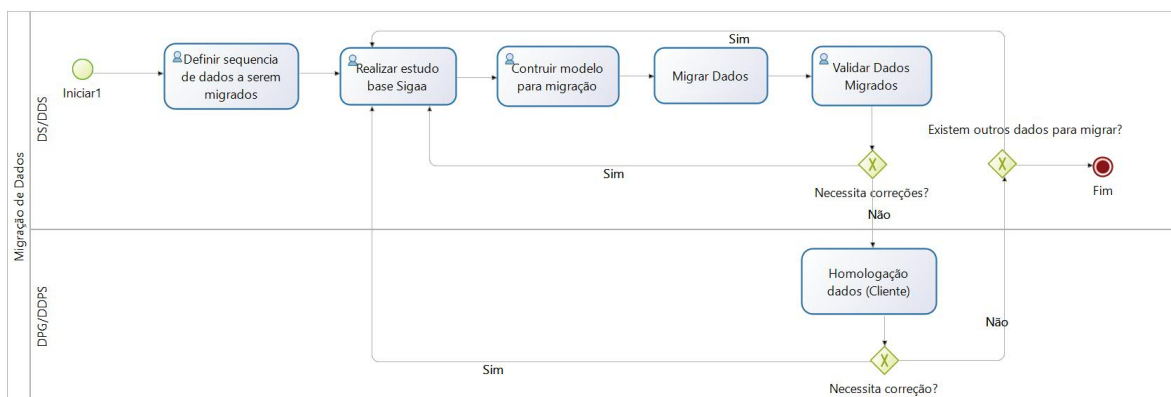 Migração de Dados
DS/DDS
Iniciar1
Definir sequencia
de dados a serem
migrados
Realizar estudo
base Sigaa
Contruir modelo
para migração
Migrar Dados
Validar Dados
Migrados
Sim
Existem outros dados para migrar?
Sim
Necessita correções?
Não
Fim
DPG/DDPS
Homologação
dados (Cliente)
Não
Sim
Necessita correção?